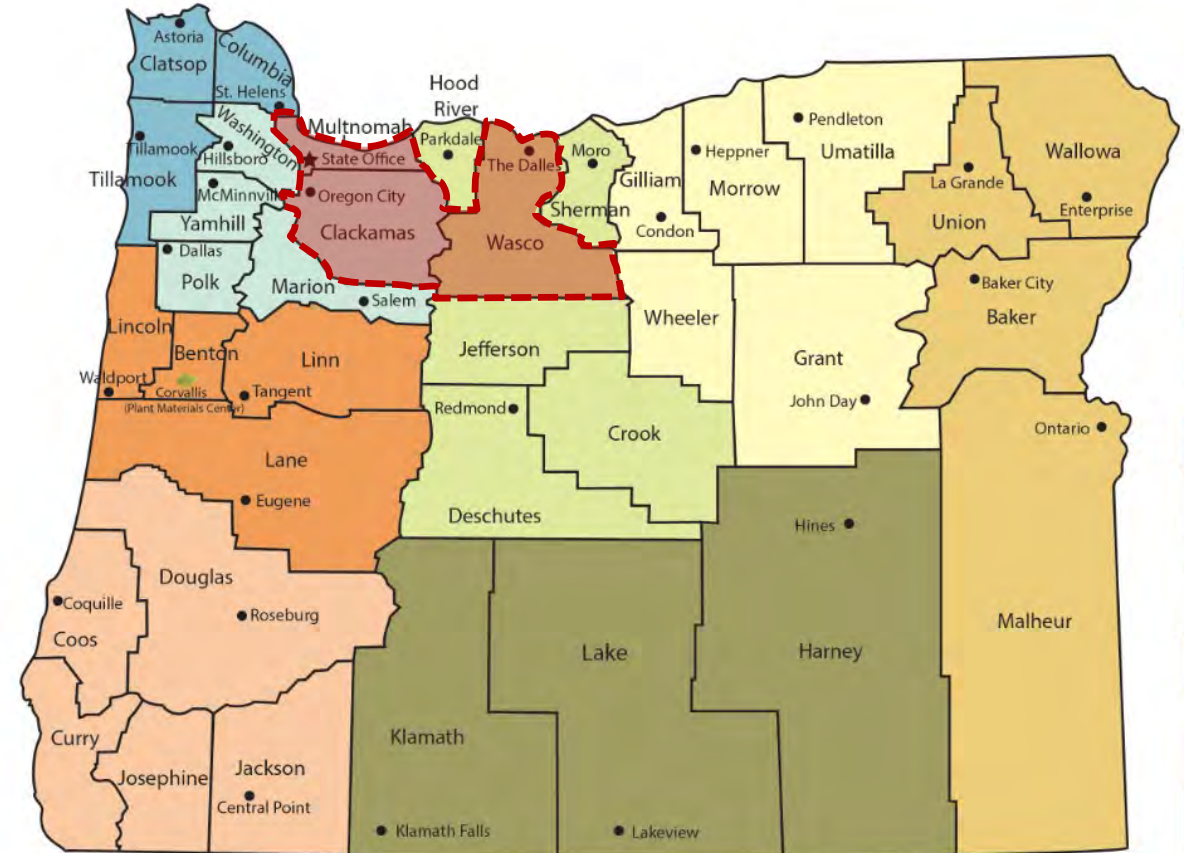 Astoria
Clatsop
Columbia
St. Helens
Hood
River
Multnomah
Washington
Tillamook
Hillsboro
Tillamook
McMinnvill
Yamhill
State Office
Oregon City
Clackamas
Parkdale
The Dalles
Wasco
Moro
Sherman
Gilliam
Condon
Heppner
Morrow
Pendleton
Umatilla
La Grande
Union
Wallowa
Enterprise
Dallas
Polk
Marion
Salem
Lincoln
Benton
Linn
Waldport
Corvallis
(Plant Materials Center)
Tangent
Jefferson
Wheeler
Grant
John Day
Baker City
Baker
Redmond
Crook
Deschutes
Ontario
Lane
Eugene
Hines
Douglas
Roseburg
Coquille
Coos
Lake
Harney
Malheur
Curry
Josephine
Jackson
Central Point
Klamath
Klamath Falls
Lakeview